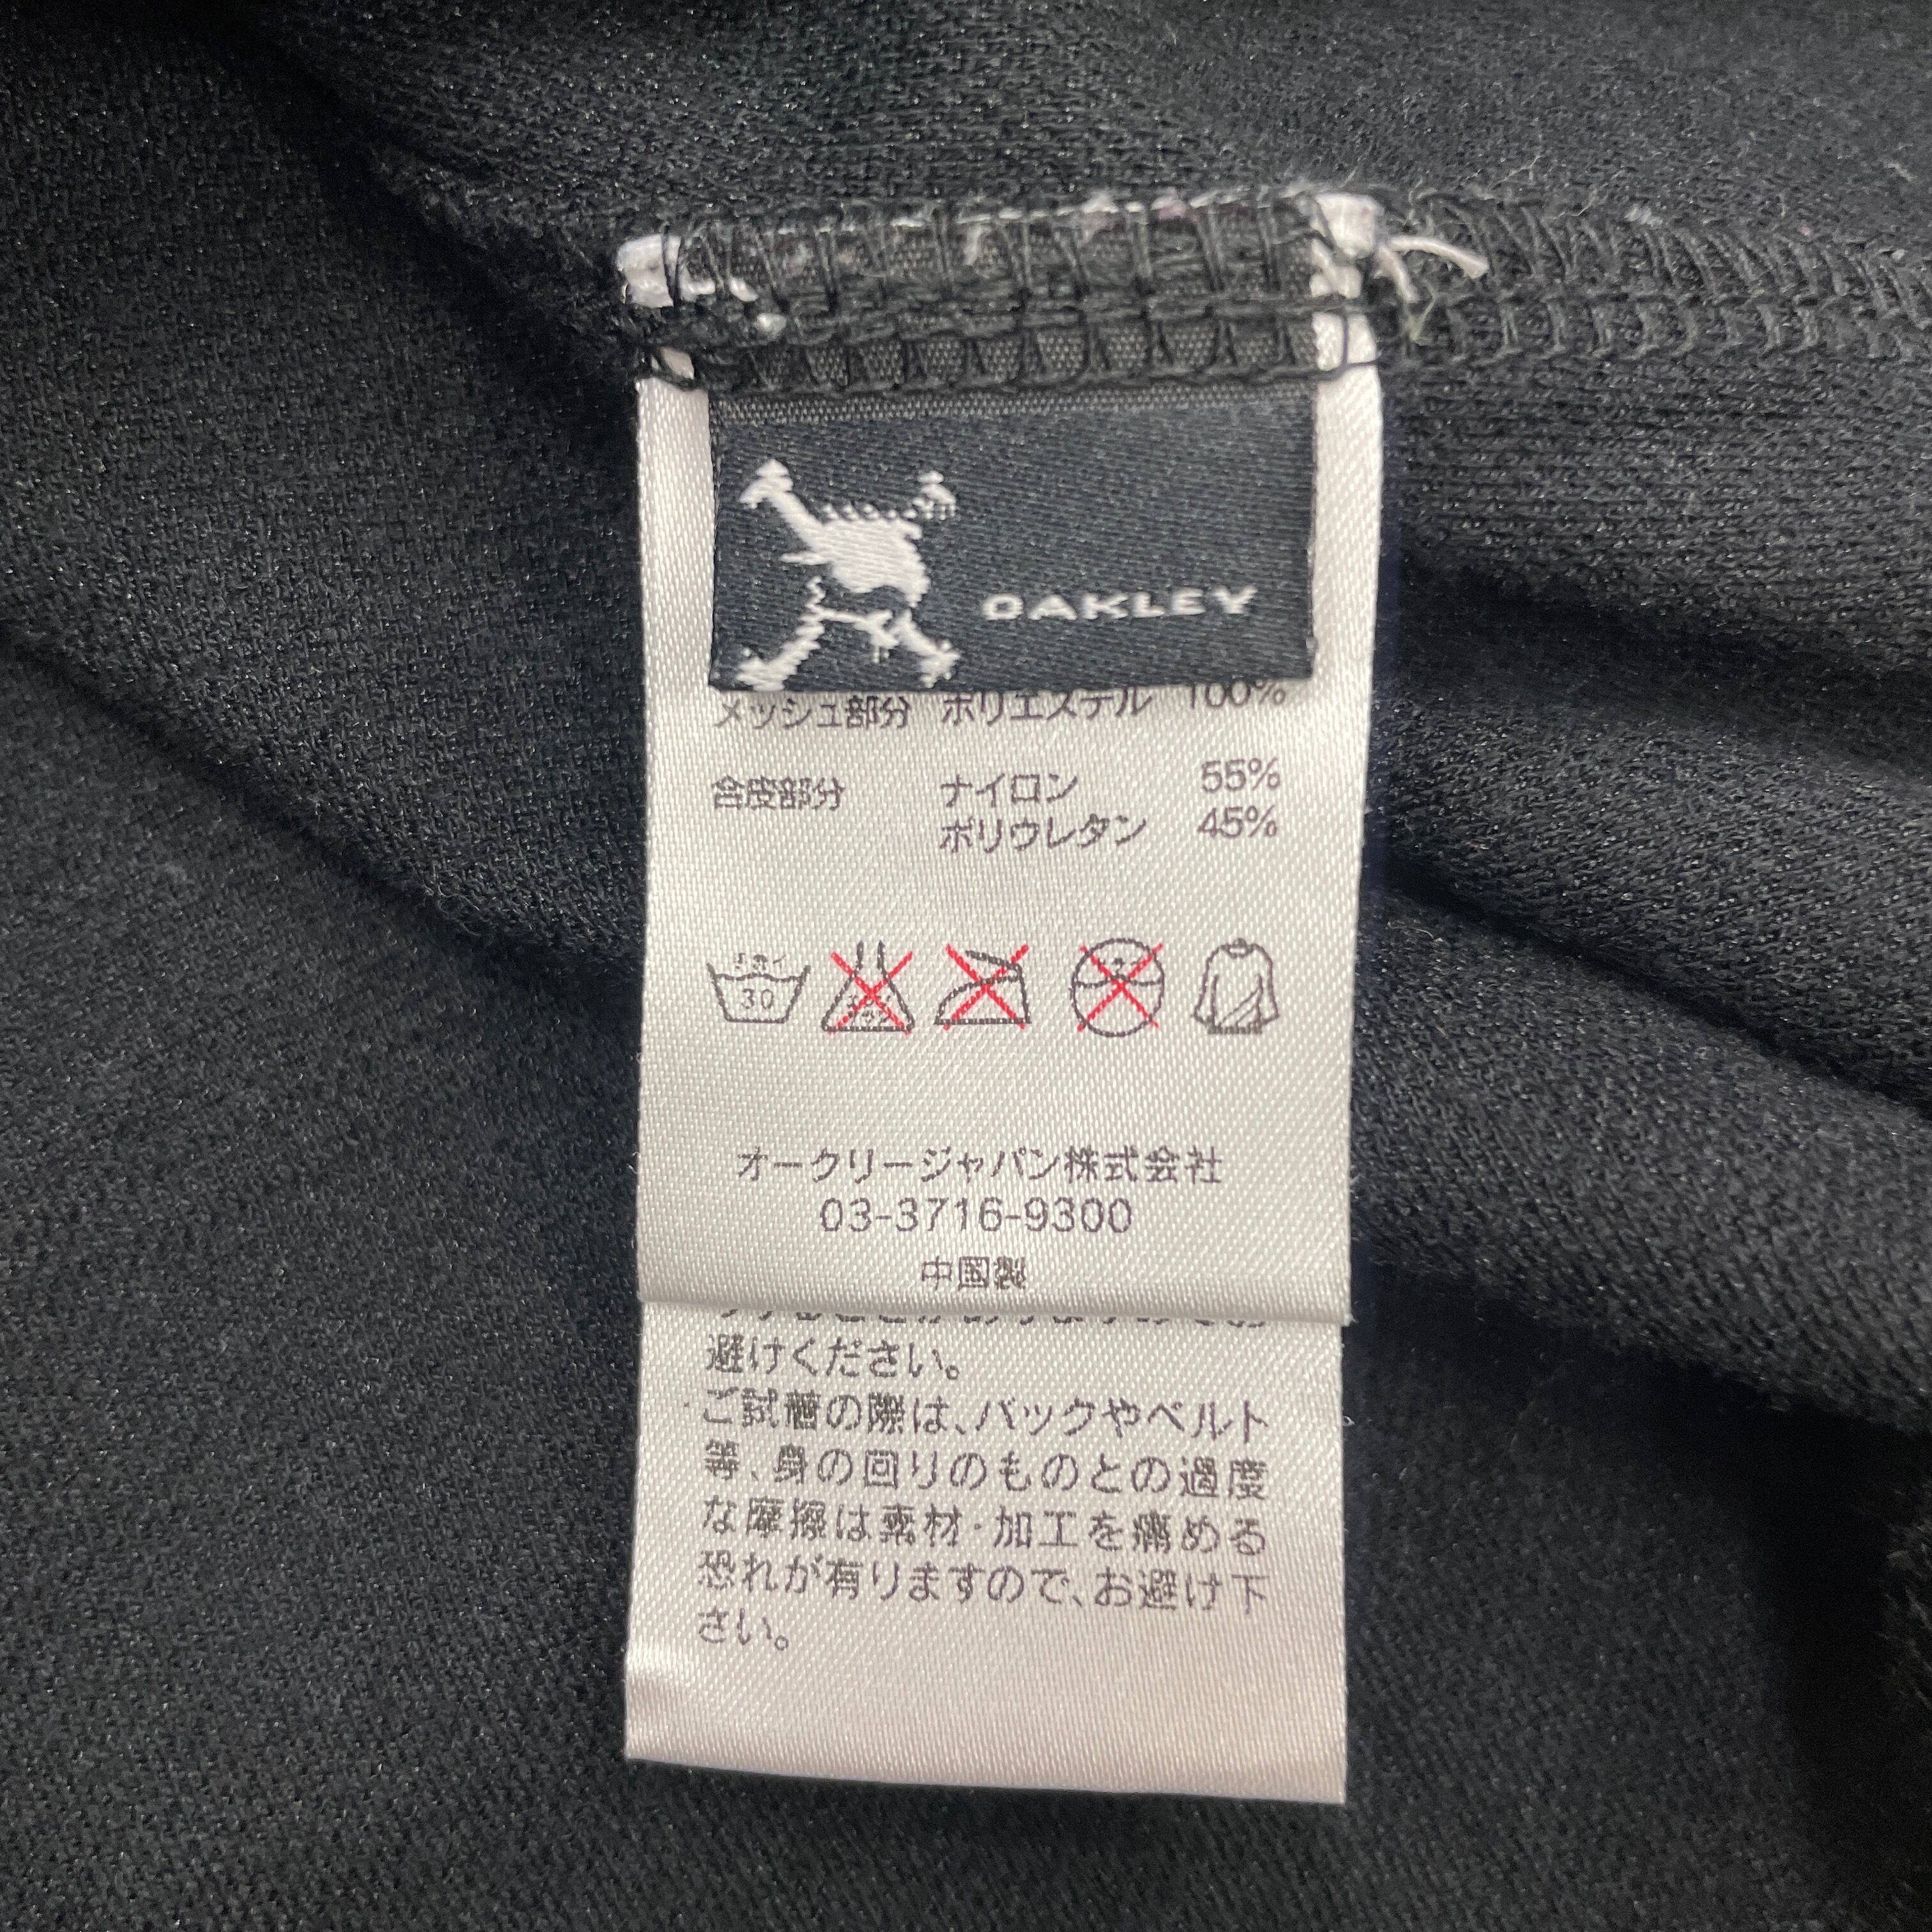 OAKLEY
メッシュ部分 ポリエステル 100%
合皮部分 ナイロン 55%
ポリウレタン 45%
30
オークリージャパン株式会社
03-3716-9300
中国製
避けください。
ご試着の際は、バックやベルト
等、身の回りのものとの過度
な摩擦は素材・加工を痛める
恐れが有りますので、お避け下
さい。